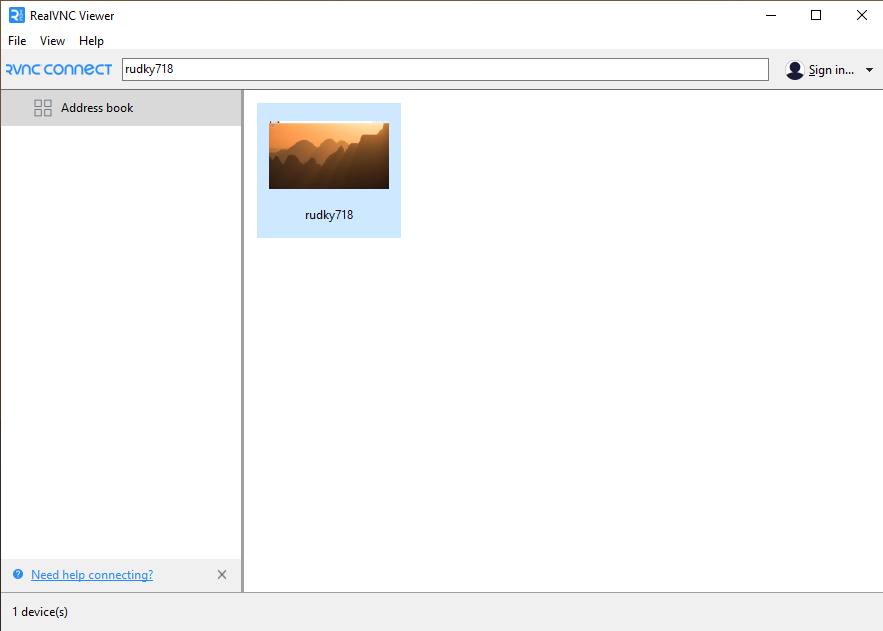 RealVNC Viewer
File View Help
RVNC CONNECT rudky718 Sign in...
Address book
rudky718
Need help connecting?
1 device(s)